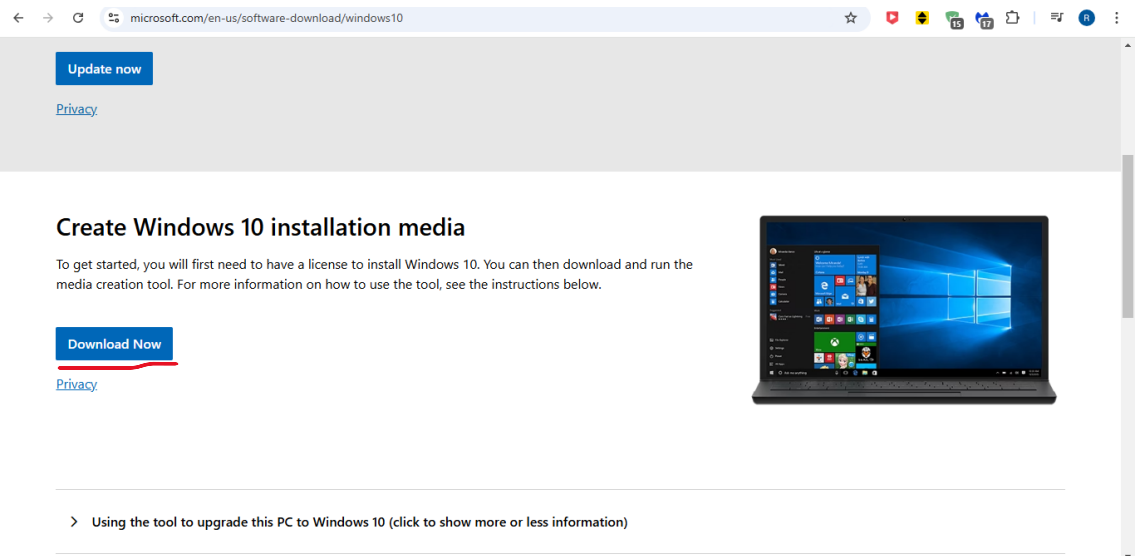 microsoft.com/en-us/software-download/windows10
15
17
R
Update now
Privacy
Create Windows 10 installation media
To get started, you will first need to have a license to install Windows 10. You can then download and run the
media creation tool. For more information on how to use the tool, see the instructions below.
Download Now
Privacy
Using the tool to upgrade this PC to Windows 10 (click to show more or less information)